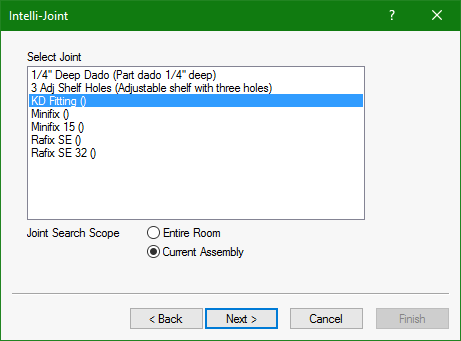 Intelli-Joint
?
Select Joint
1/4" Deep Dado (Part dado 1/4" deep)
3 Adj Shelf Holes (Adjustable shelf with three holes)
KD Fitting ()
Minifix ()
Minifix 15 ()
Rafix SE ()
Rafix SE 32 ()
Joint Search Scope
Entire Room
Current Assembly
< Back
Next >
Cancel
Finish